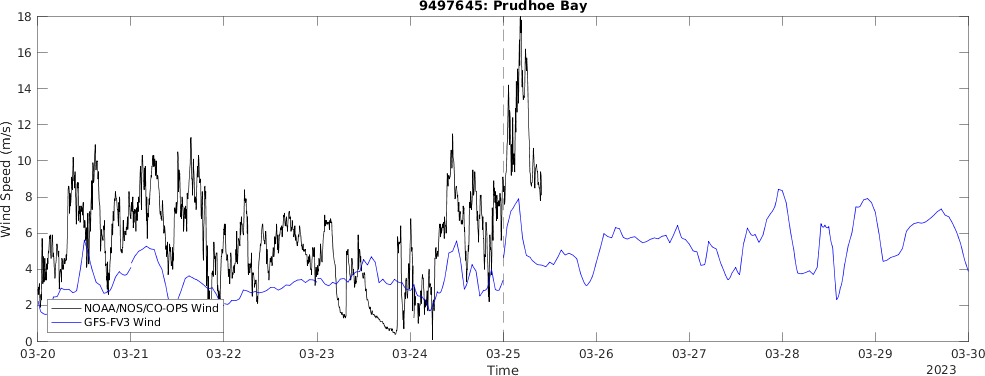 9497645: Prudhoe Bay
18
16
14
12
10
8
6
4
2
0
Wind Speed (m/s)
NOAA/NOS/CO-OPS Wind
GFS-FV3 Wind
03-20 03-21 03-22 03-23 03-24 03-25 03-26 03-27 03-28 03-29 03-30
Time
2023